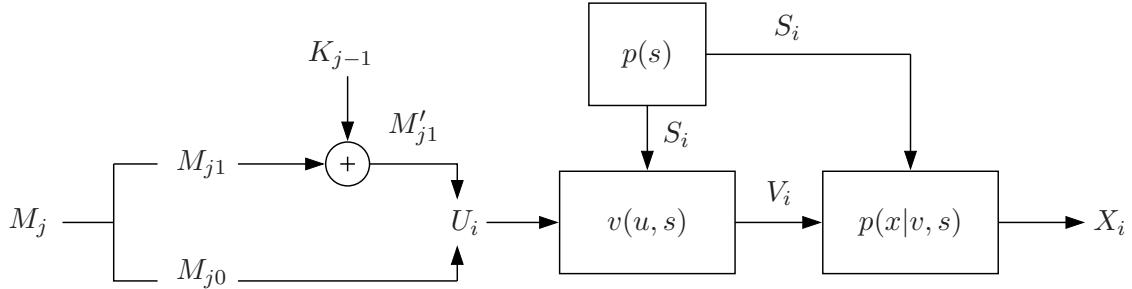 p(s)
S_i
K_{j−1}
M'_{j1}
S_i
M_{j1}
+
V_i
M_j
U_i
v(u, s)
p(x|v, s)
X_i
M_{j0}